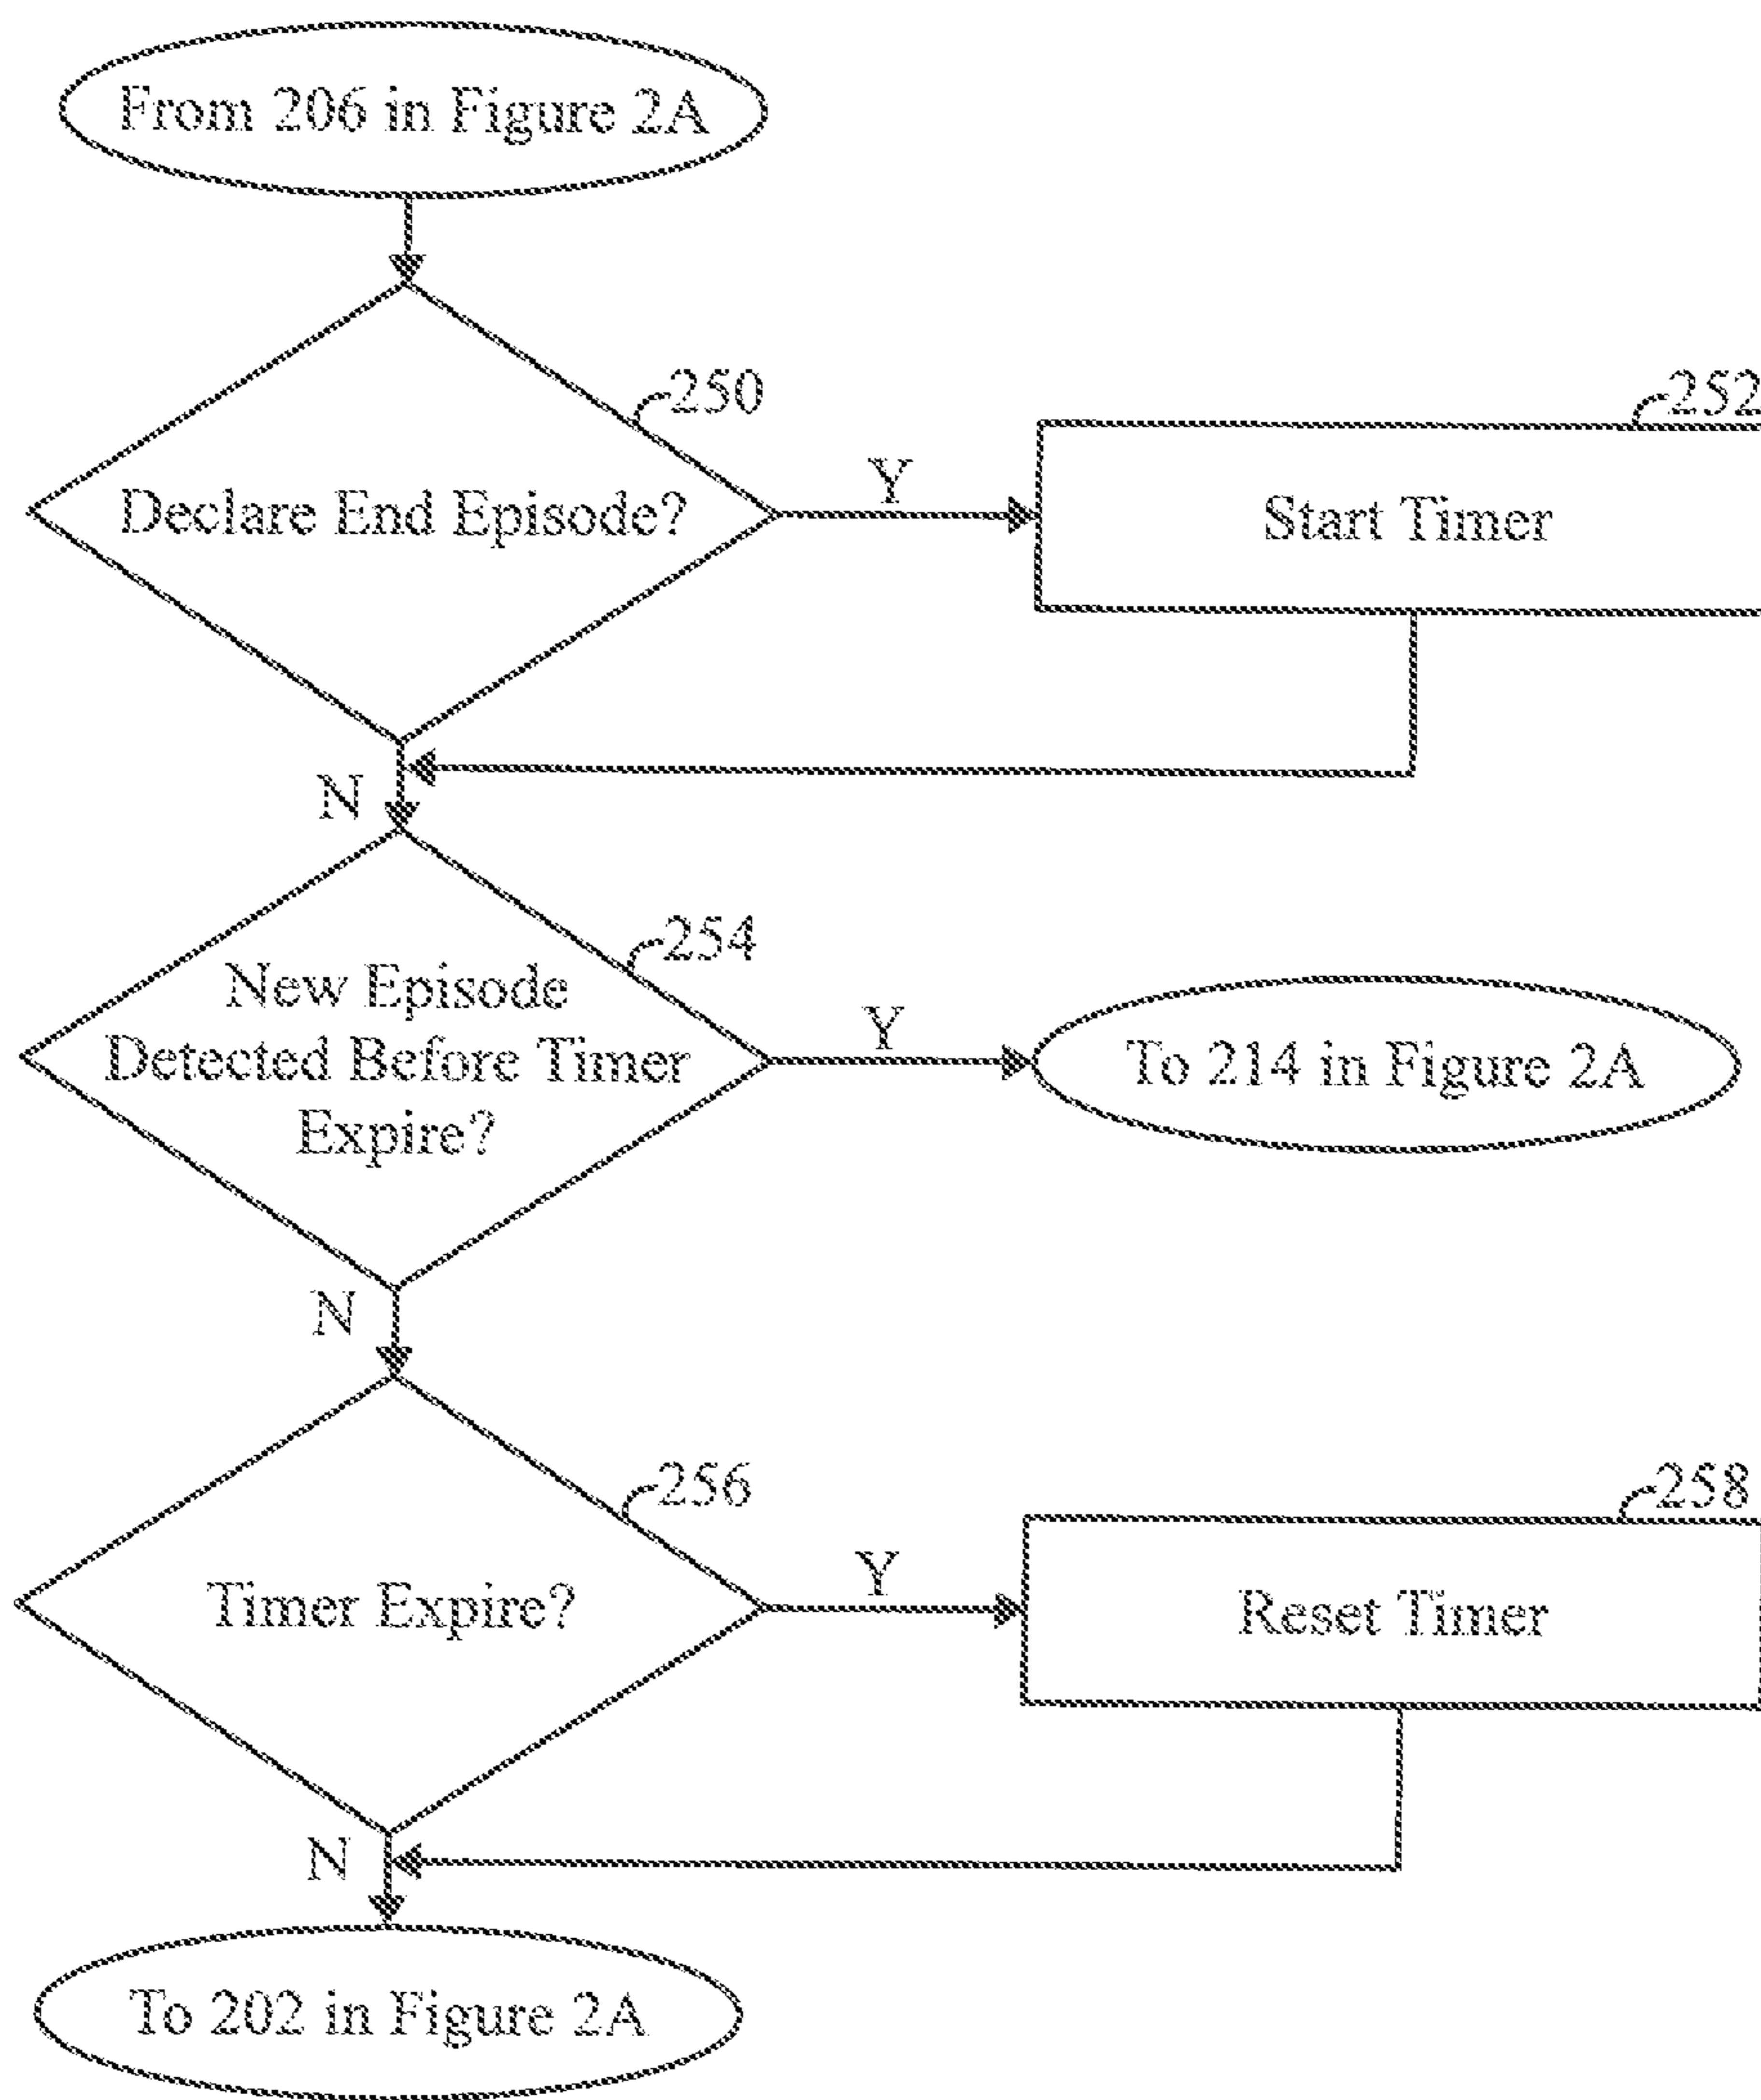 From 206 in Figure 2A
250
252
Declare End Episode?
Y
Start Timer
N
254
New Episode
Detected Before Timer
Expire?
Y
To 214 in Figure 2A
N
256
258
Timer Expire?
Y
Reset Timer
N
To 202 in Figure 2A